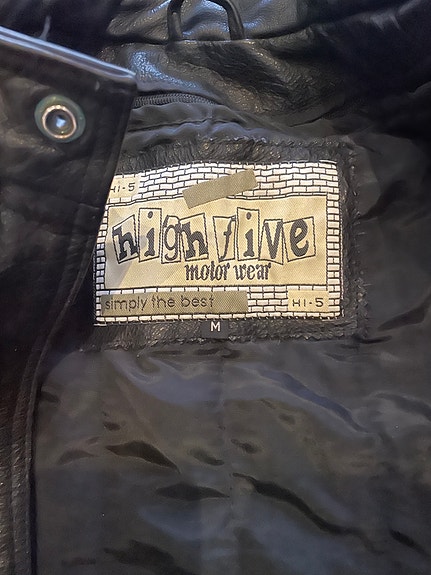 HI-5
high five
motor wear
simply the best
HI-5
M